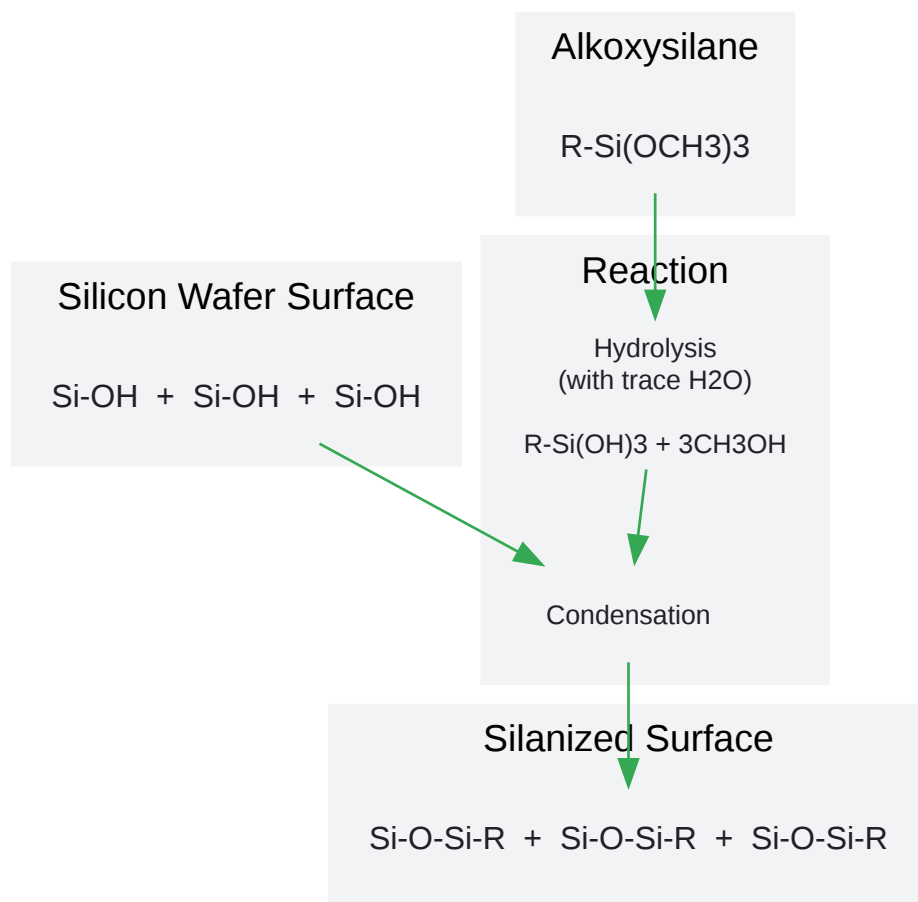 Alkoxysilane
R-Si(OCH3)3
Silicon Wafer Surface
Si-OH + Si-OH + Si-OH
Reaction
Hydrolysis
(with trace H2O)
R-Si(OH)3 + 3CH3OH
Condensation
Silanized Surface
Si-O-Si-R + Si-O-Si-R + Si-O-Si-R